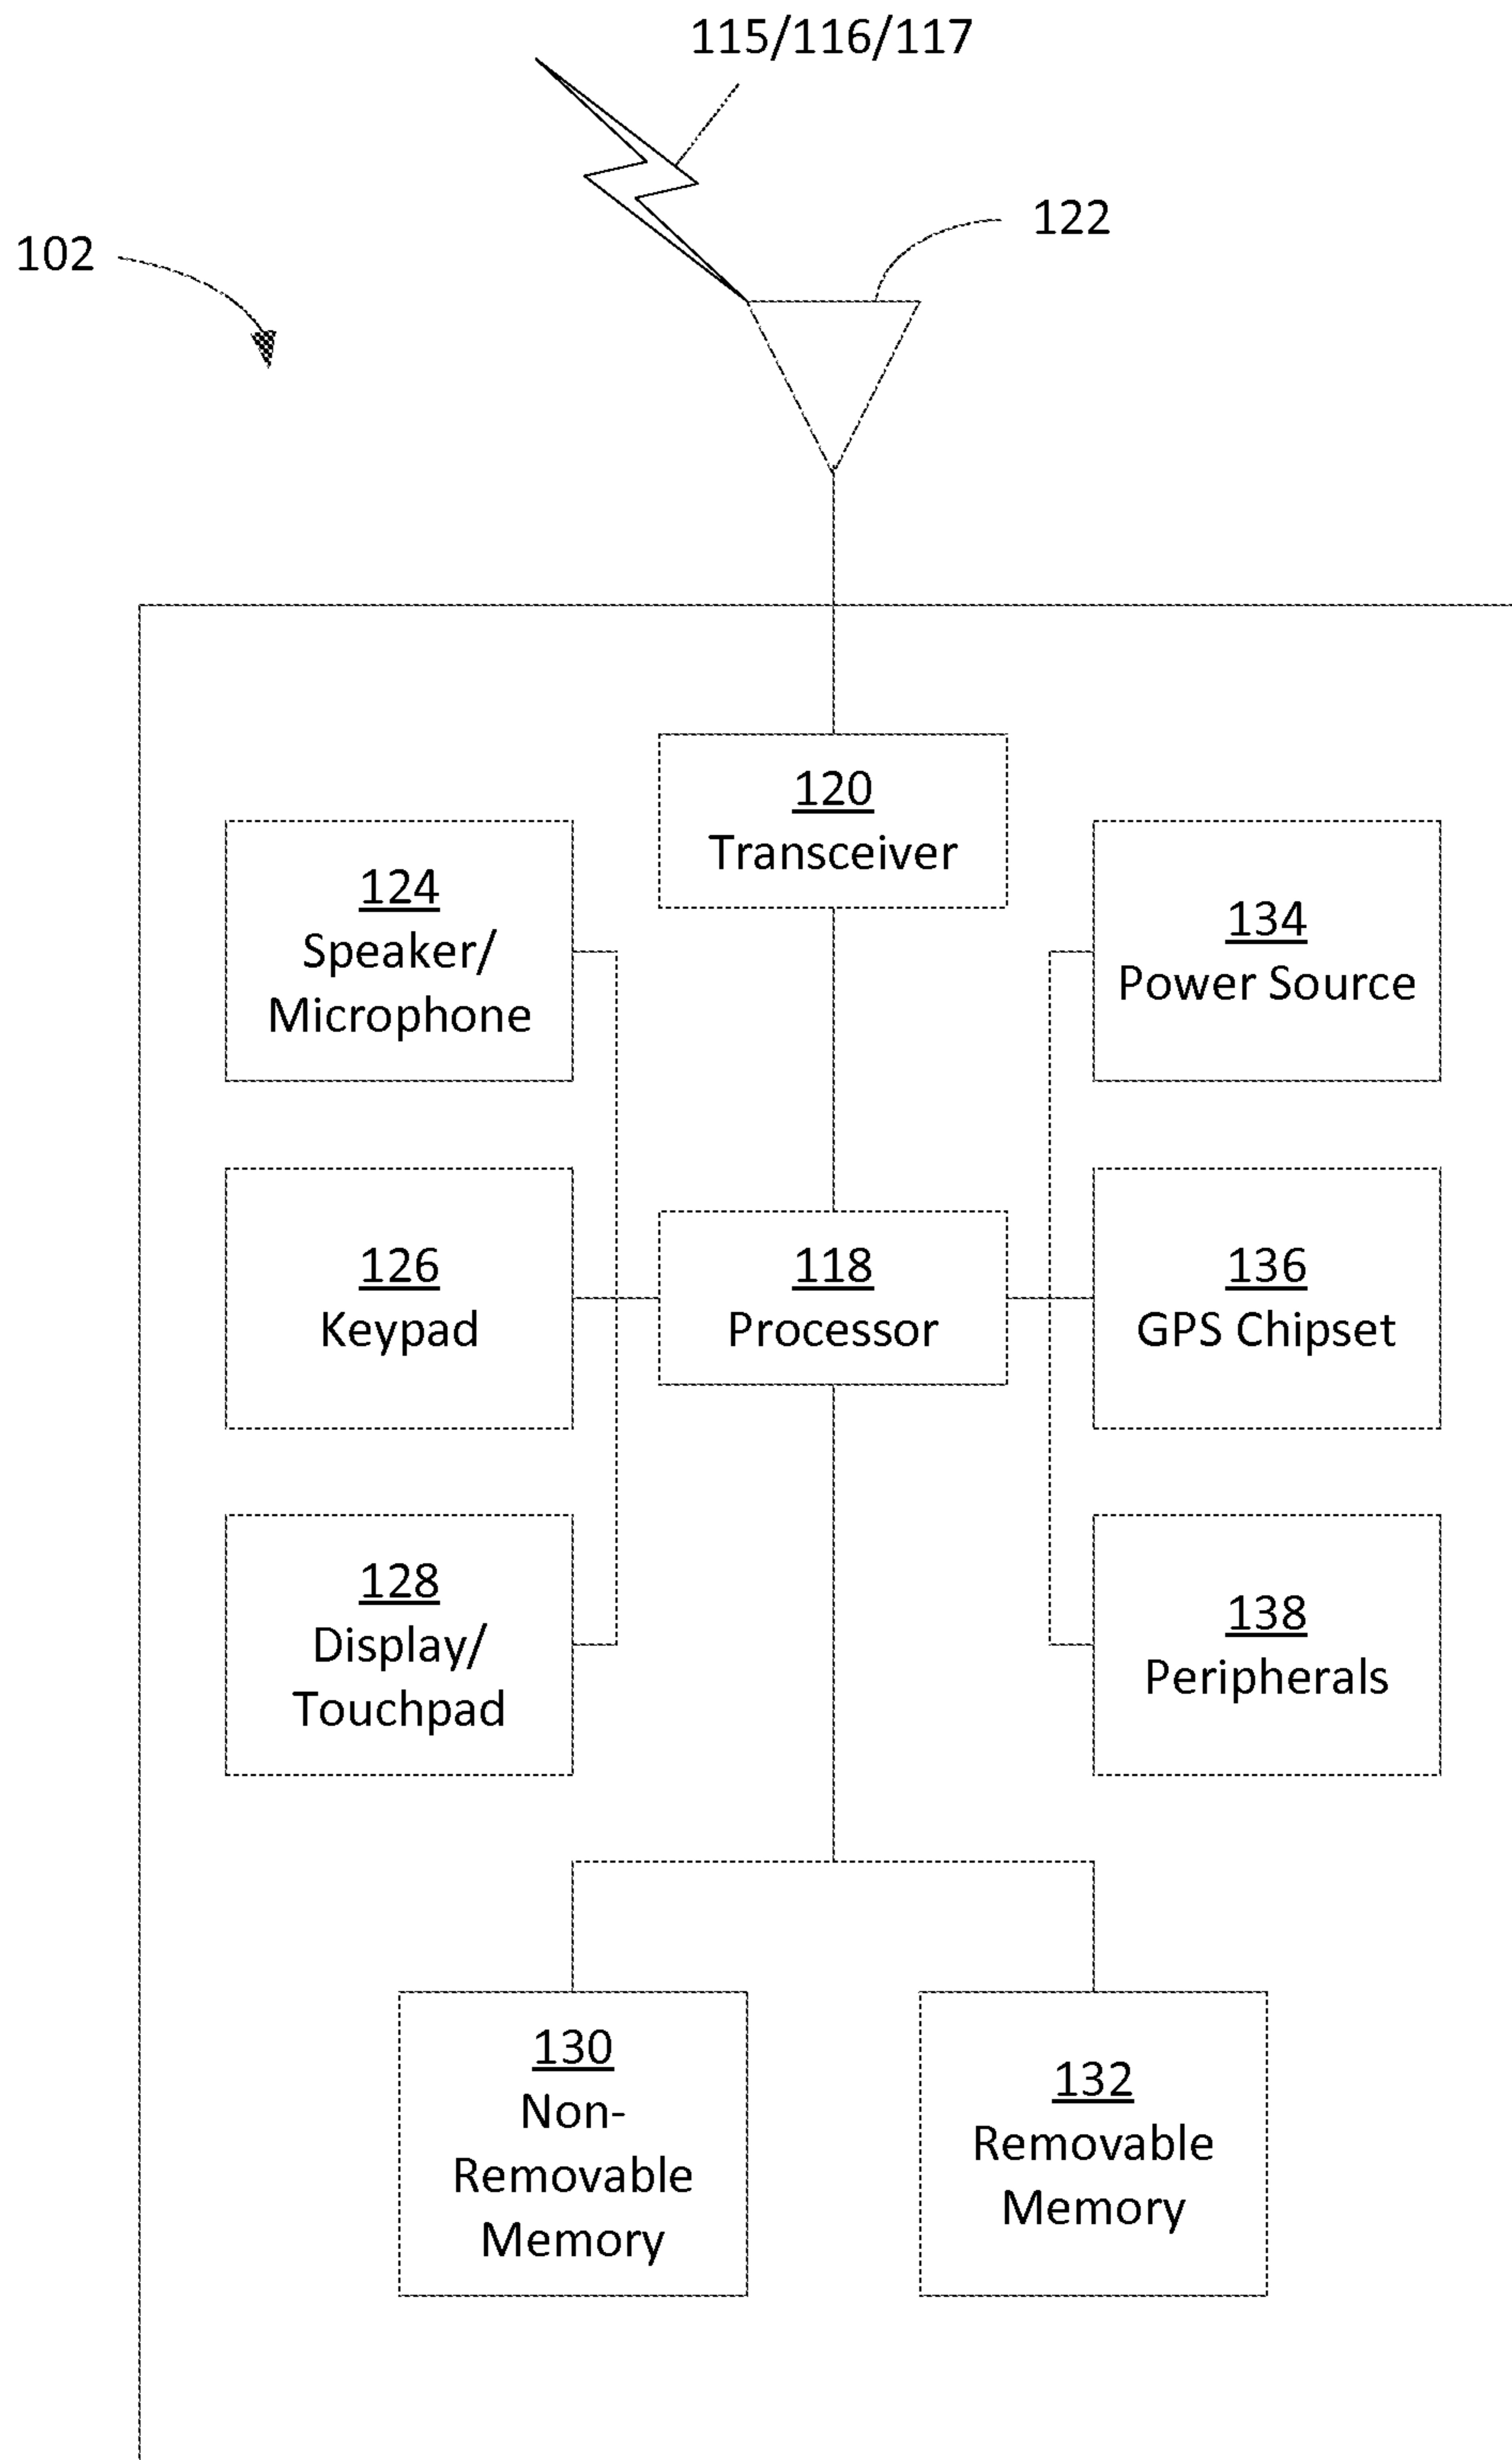 115/116/117
122
102
120
Transceiver
124
Speaker/
Microphone
134
Power Source
126
Keypad
118
Processor
136
GPS Chipset
128
Display/
Touchpad
138
Peripherals
130
Non-
Removable
Memory
132
Removable
Memory